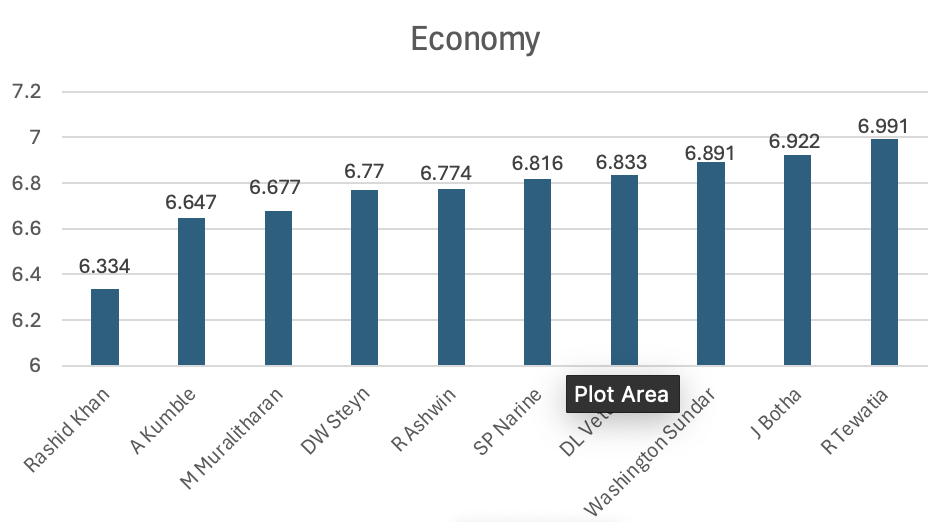 Economy
7.2
7
6.8
6.6
6.4
6.2
6
6.334
6.647
6.677
6.77
6.774
6.816
6.833
6.891
6.922
6.991
Rashid Khan
A Kumble
M Muralitharan
DW Steyn
R Ashwin
SP Narine
DL
Washington Sundar
J Botha
R Tewatia
Plot Area